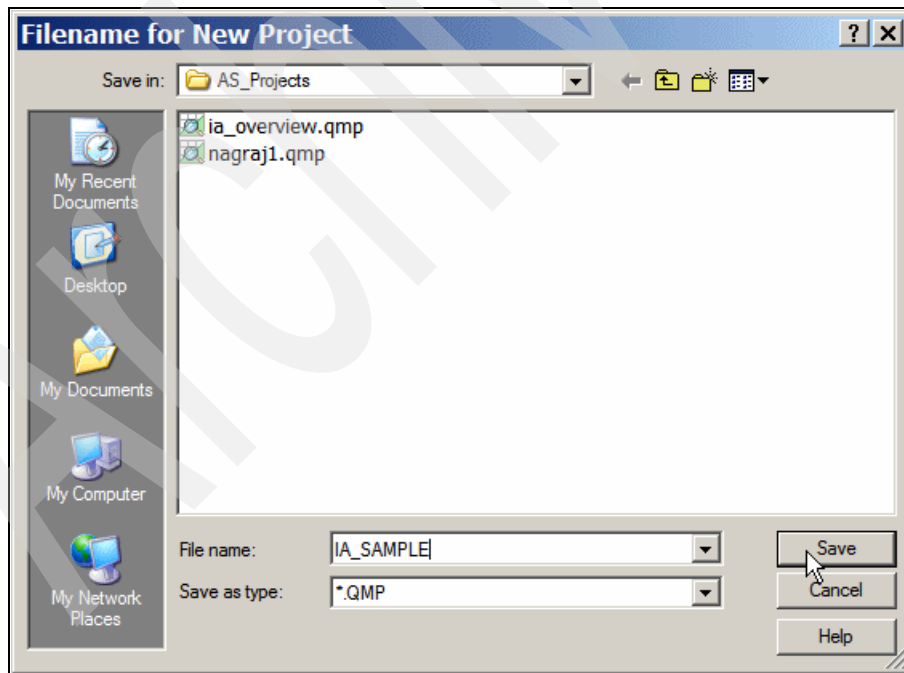 Filename for New Project
Save in: AS_Projects
ia_overview.qmp
nagraj1.qmp
My Recent
Documents
Desktop
My Documents
My Computer
My Network
Places
File name: IA_SAMPLE Save
Save as type: *.QMP Cancel
Help